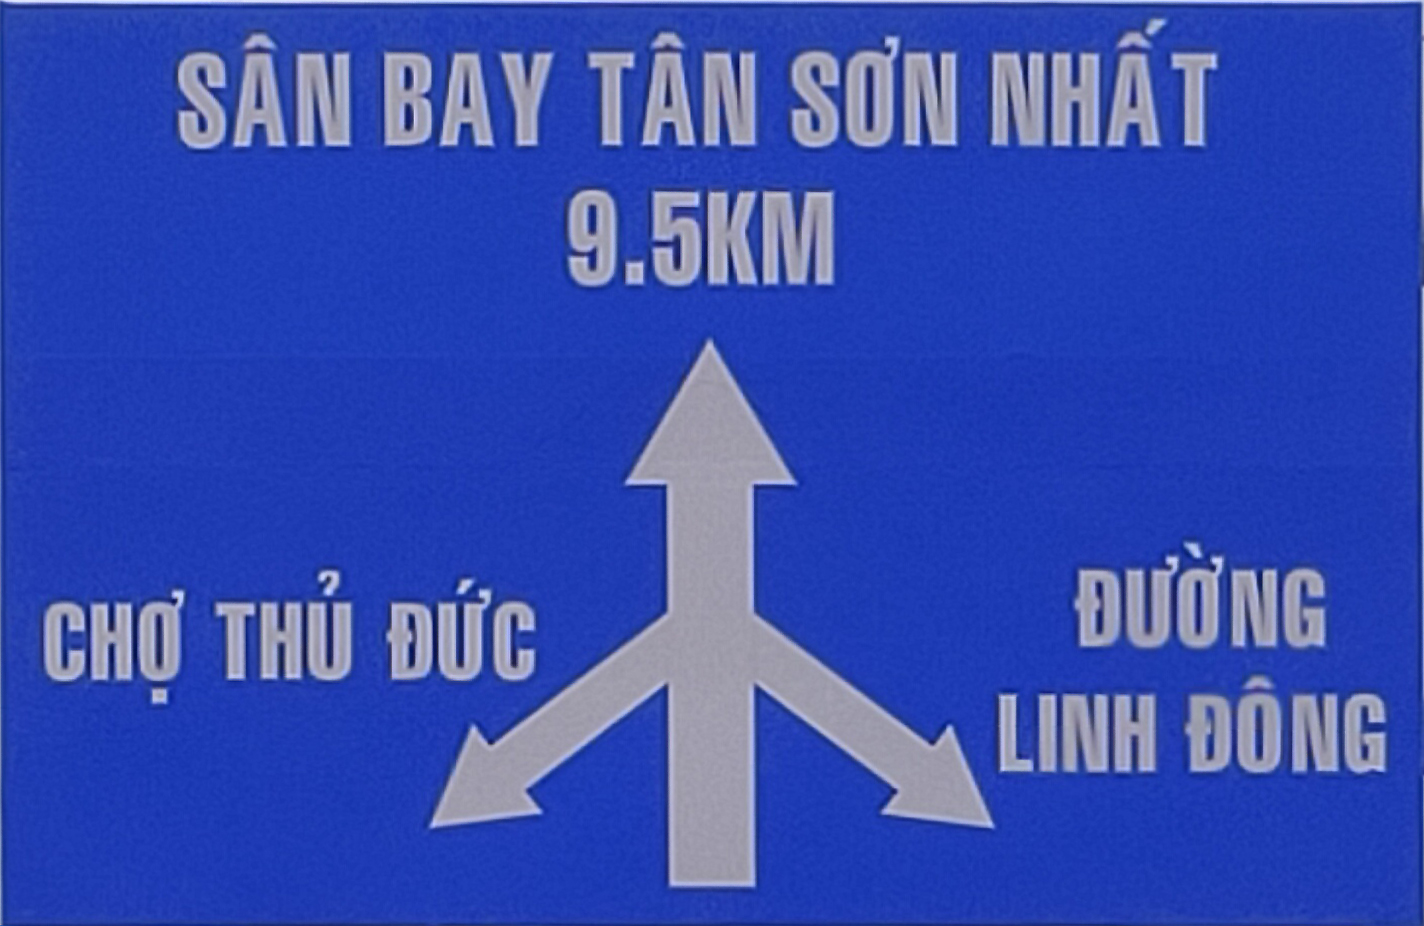 SÂN BAY TÂN SƠN NHẤT
9.5KM
CHỢ THỦ ĐỨC
ĐƯỜNG
LINH ĐÔNG